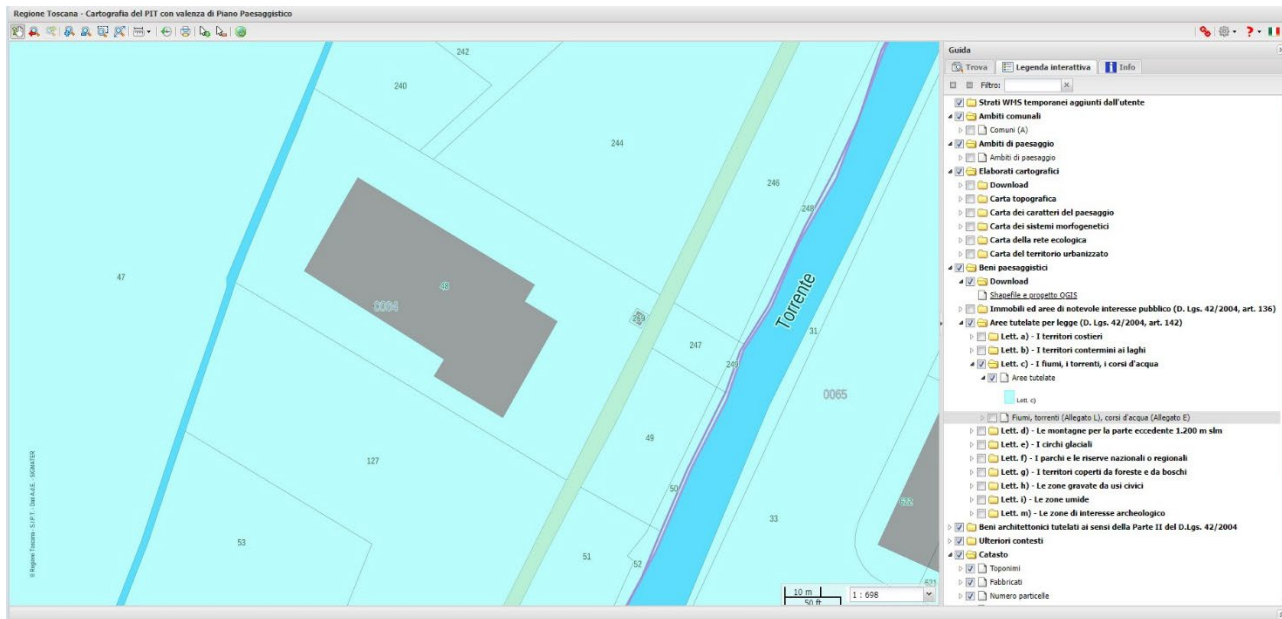 Regione Toscana - Cartografia del PIT con valenza di Piano Paesaggistico
Guida
Trova
Legenda interattiva
Info
Filtro:
Strati WMS temporanei aggiunti dall'utente
Ambiti comunali
Comuni (A)
Ambiti di paesaggio
Ambiti di paesaggio
Elaborati cartografici
Download
Carta topografica
Carta dei caratteri del paesaggio
Carta dei sistemi morfogenetici
Carta della rete ecologica
Carta del territorio urbanizzato
Beni paesaggistici
Download
Shapefile e progetto QGIS
Immobili ed aree di notevole interesse pubblico (D. Lgs. 42/2004, art. 136)
Aree tutelate per legge (D. Lgs. 42/2004, art. 142)
Lett. a) - I territori costieri
Lett. b) - I territori contermini ai laghi
Lett. c) - I fiumi, i torrenti, i corsi d'acqua
Aree tutelate
Lett. c)
Fiumi, torrenti (Allegato L), corsi d'acqua (Allegato E)
Lett. d) - Le montagne per la parte eccedente 1.200 m slm
Lett. e) - I circhi glaciali
Lett. f) - I parchi e le riserve nazionali o regionali
Lett. g) - I territori coperti da foreste e da boschi
Lett. h) - Le zone gravate da usi civici
Lett. i) - Le zone umide
Lett. m) - Le zone di interesse archeologico
Beni architettonici tutelati ai sensi della Parte II del D.Lgs. 42/2004
Ulteriori contesti
Catasto
Toponimi
Fabbricati
Numero particelle
242
240
244
246
248
47
48
0064
269
Torrente
31
247
249
0065
49
127
50
622
33
53
51
52
621
10 m
50 ft
1 : 698
© Regione Toscana - S.I.P.T. - Dati A.d.E. - SIGMATER